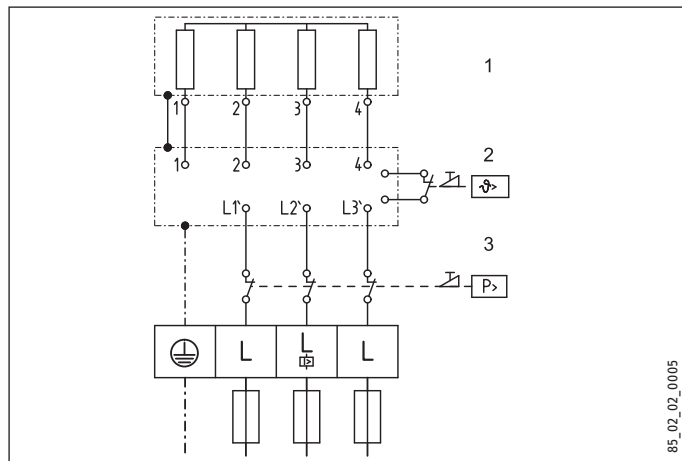 1
1 2 3 4
1 2 3 4
2
ϑ>
L1` L2` L3`
3
P>
L L L
I>
85_02_02_0005